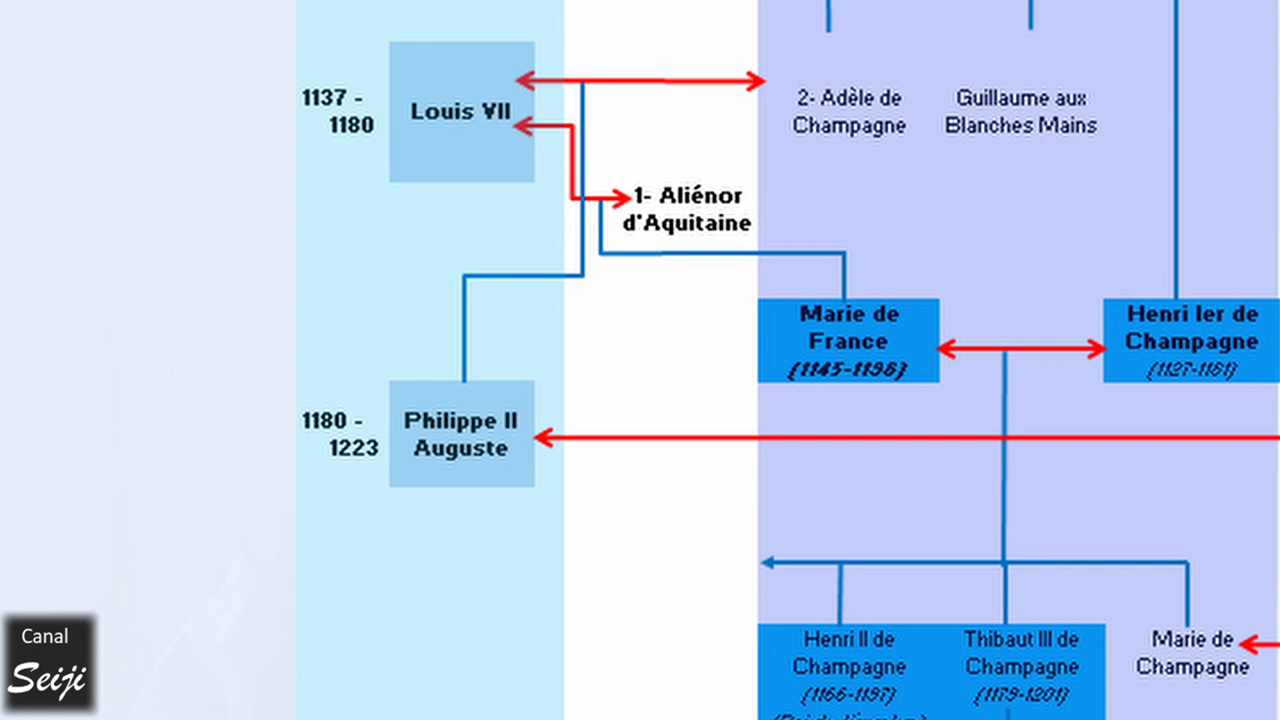 1137 -
1180
Louis VII
2- Adèle de
Champagne
Guillaume aux
Blanches Mains
1- Aliénor
d'Aquitaine
Marie de
France
(1145-1198)
Henri Ier de
Champagne
(1127-1181)
1180 -
1223
Philippe II
Auguste
Henri II de
Champagne
(1166-1197)
Thibaut III de
Champagne
(1179-1201)
Marie de
Champagne
Canal
Seiji